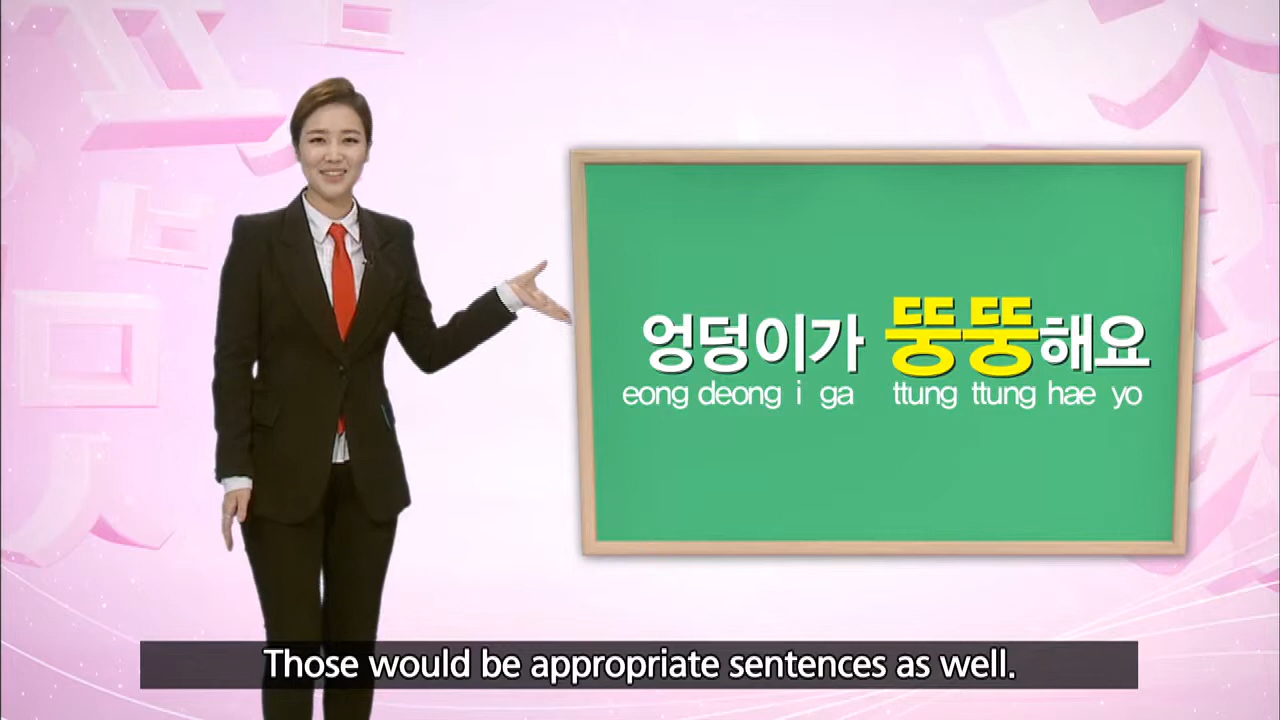 엉덩이가 뚱뚱해요
eong deong i ga ttung ttung hae yo
Those would be appropriate sentences as well.